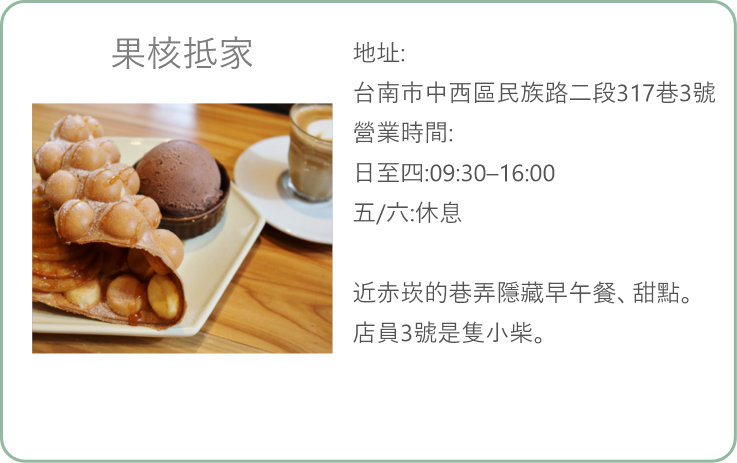 果核抵家
地址:
台南市中西區民族路二段317巷3號
營業時間:
日至四:09:30–16:00
五/六:休息
近赤崁的巷弄隱藏早午餐、甜點。
店員3號是隻小柴。